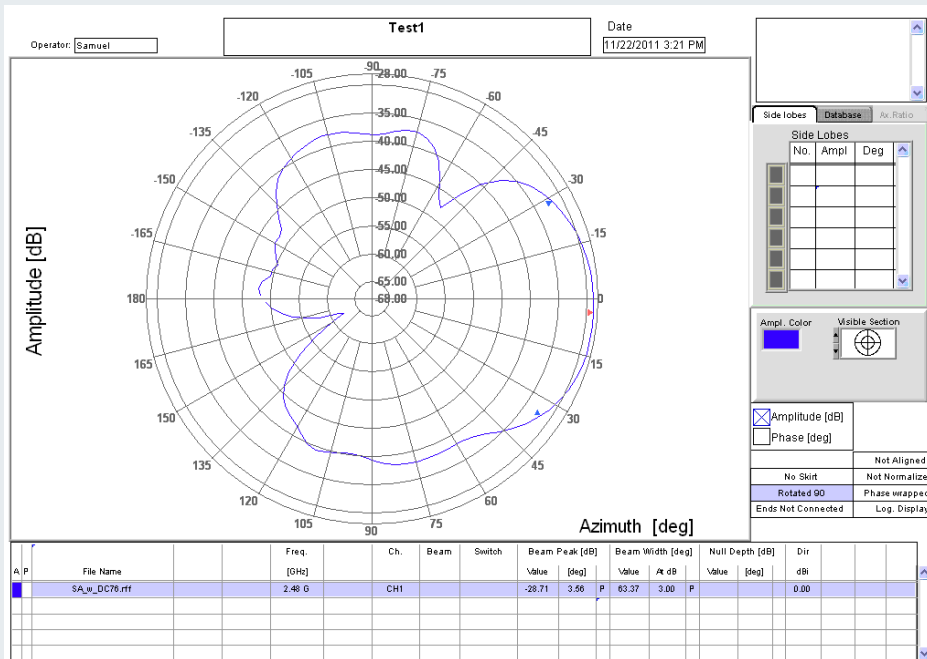 Test1
Operator: Samuel
Date
11/22/2011 3:21 PM
-90
-105
-75
-120
-60
-135
-45
-150
-30
-165
-15
180
0
165
15
150
30
135
45
120
60
105
75
90
-28.00
-35.00
-40.00
-45.00
-50.00
-55.00
-60.00
-65.00
-68.00
Amplitude [dB]
Azimuth [deg]
Side lobes Database Ax.Ratio
Side Lobes
No. Ampl Deg
Ampl. Color Visible Section
Amplitude [dB]
Phase [deg]
Not Aligned
No Skirt Not Normalize
Rotated 90 Phase wrapped
Ends Not Connected Log. Display
Freq. Ch. Beam Switch Beam Peak [dB] Beam Width [deg] Null Depth [dB] Dir
A P File Name [GHz] Value [deg] Value At dB Value [deg] dBi
SA_w_DC76.rff 2.48 G CH1 -28.71 3.56 P 63.37 3.00 P 0.00